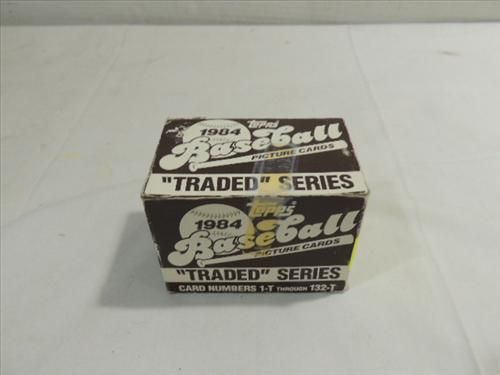 TOPPS
1984
Baseball
PICTURE CARDS
"TRADED" SERIES
TOPPS
1984
Baseball
PICTURE CARDS
"TRADED" SERIES
CARD NUMBERS 1-T THROUGH 132-T